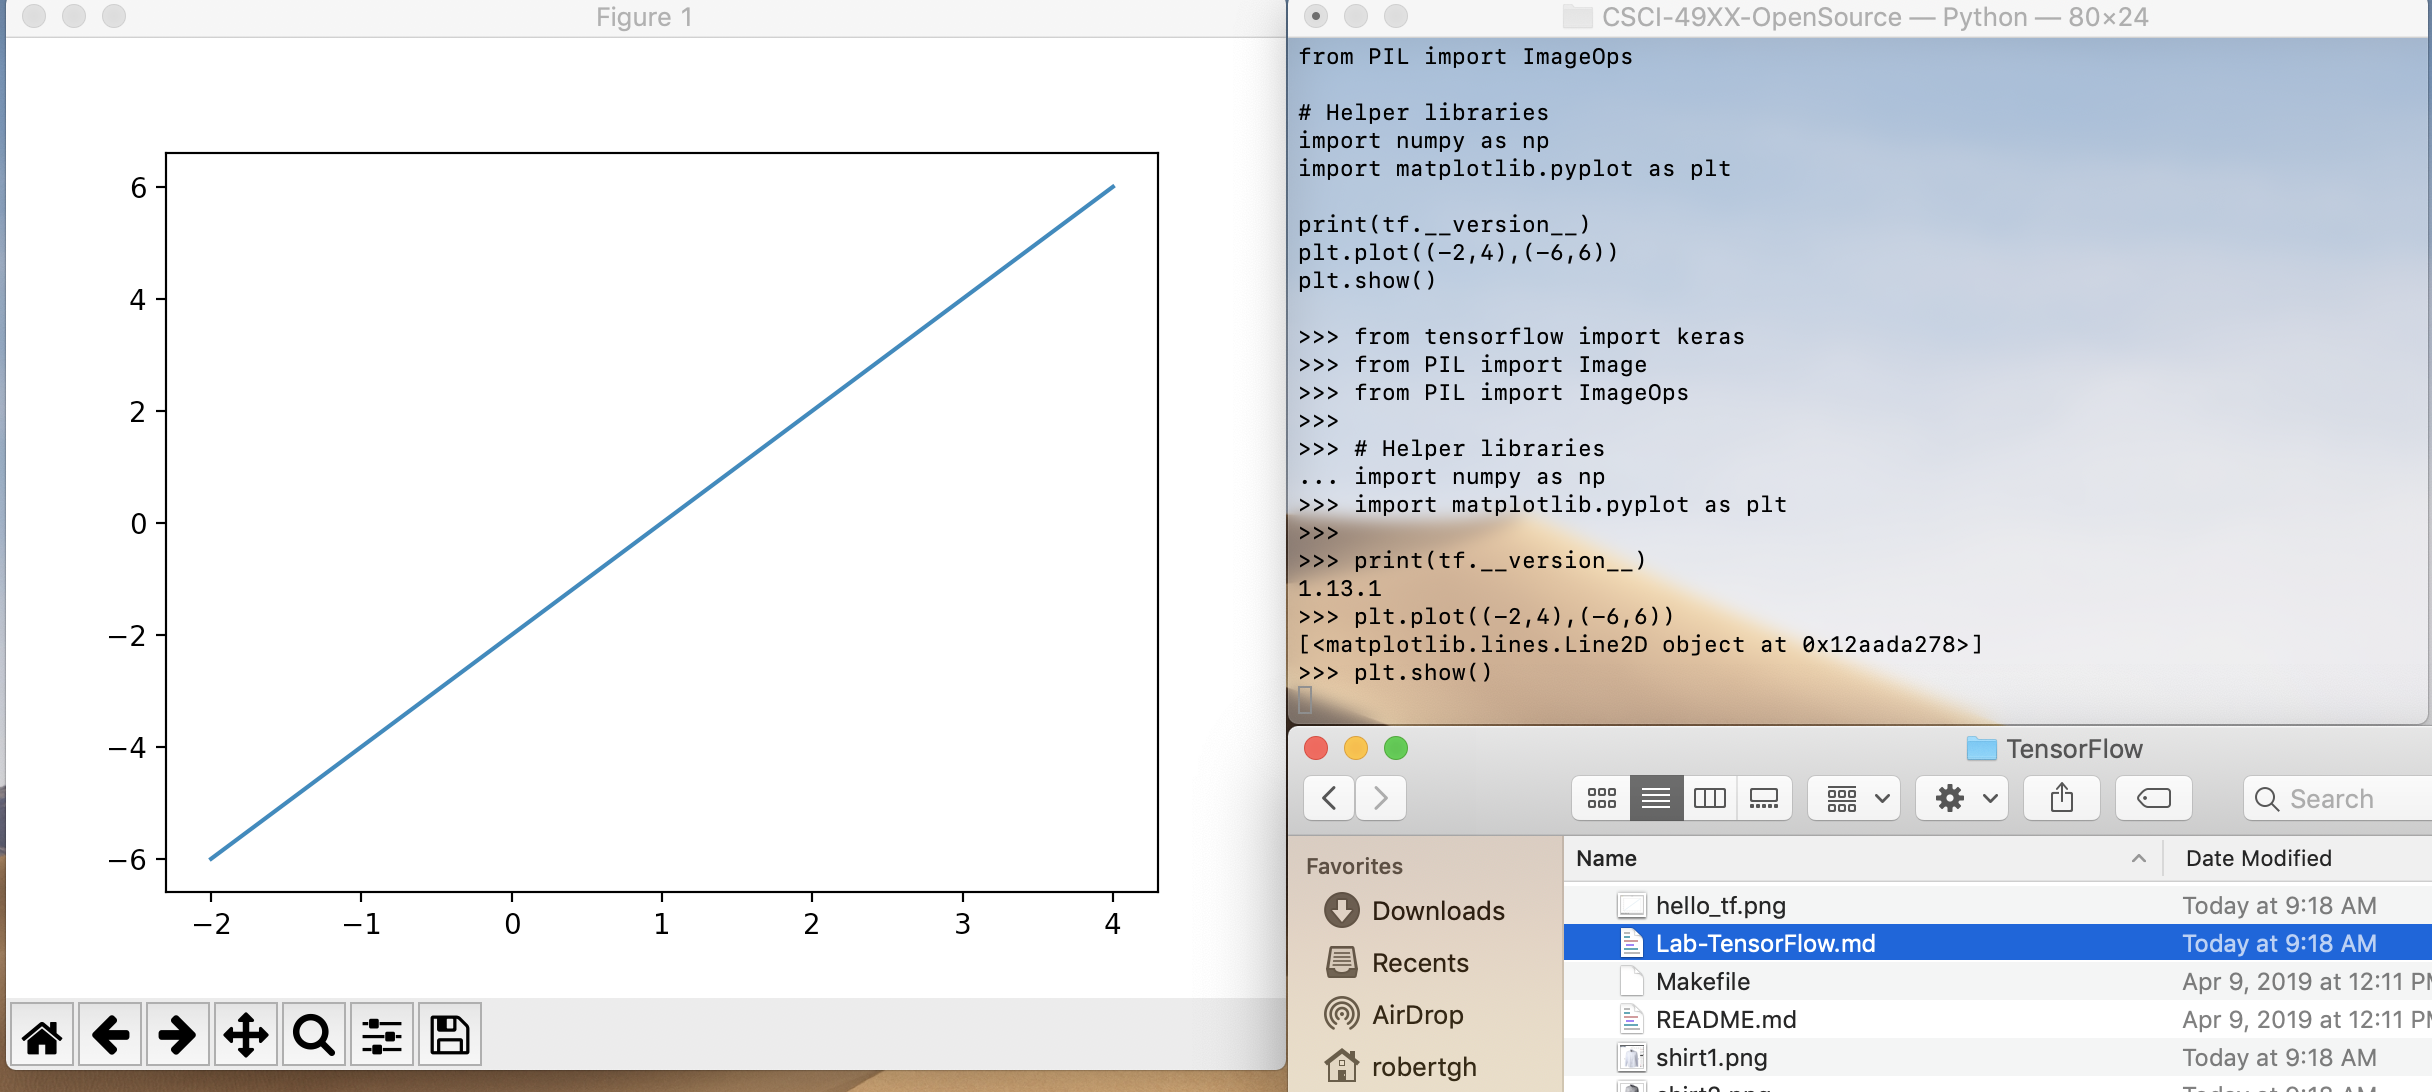 Figure 1
6
4
2
0
−2
−4
−6
−2 −1 0 1 2 3 4
CSCI-49XX-OpenSource — Python — 80×24
from PIL import ImageOps
# Helper libraries
import numpy as np
import matplotlib.pyplot as plt
print(tf.__version__)
plt.plot((-2,4),(-6,6))
plt.show()
>>> from tensorflow import keras
>>> from PIL import Image
>>> from PIL import ImageOps
>>>
>>> # Helper libraries
... import numpy as np
>>> import matplotlib.pyplot as plt
>>>
>>> print(tf.__version__)
1.13.1
>>> plt.plot((-2,4),(-6,6))
[<matplotlib.lines.Line2D object at 0x12aada278>]
>>> plt.show()
TensorFlow
Search
Favorites
Downloads
Recents
AirDrop
robertgh
Name Date Modified
hello_tf.png Today at 9:18 AM
Lab-TensorFlow.md Today at 9:18 AM
Makefile Apr 9, 2019 at 12:11 PM
README.md Apr 9, 2019 at 12:11 PM
shirt1.png Today at 9:18 AM